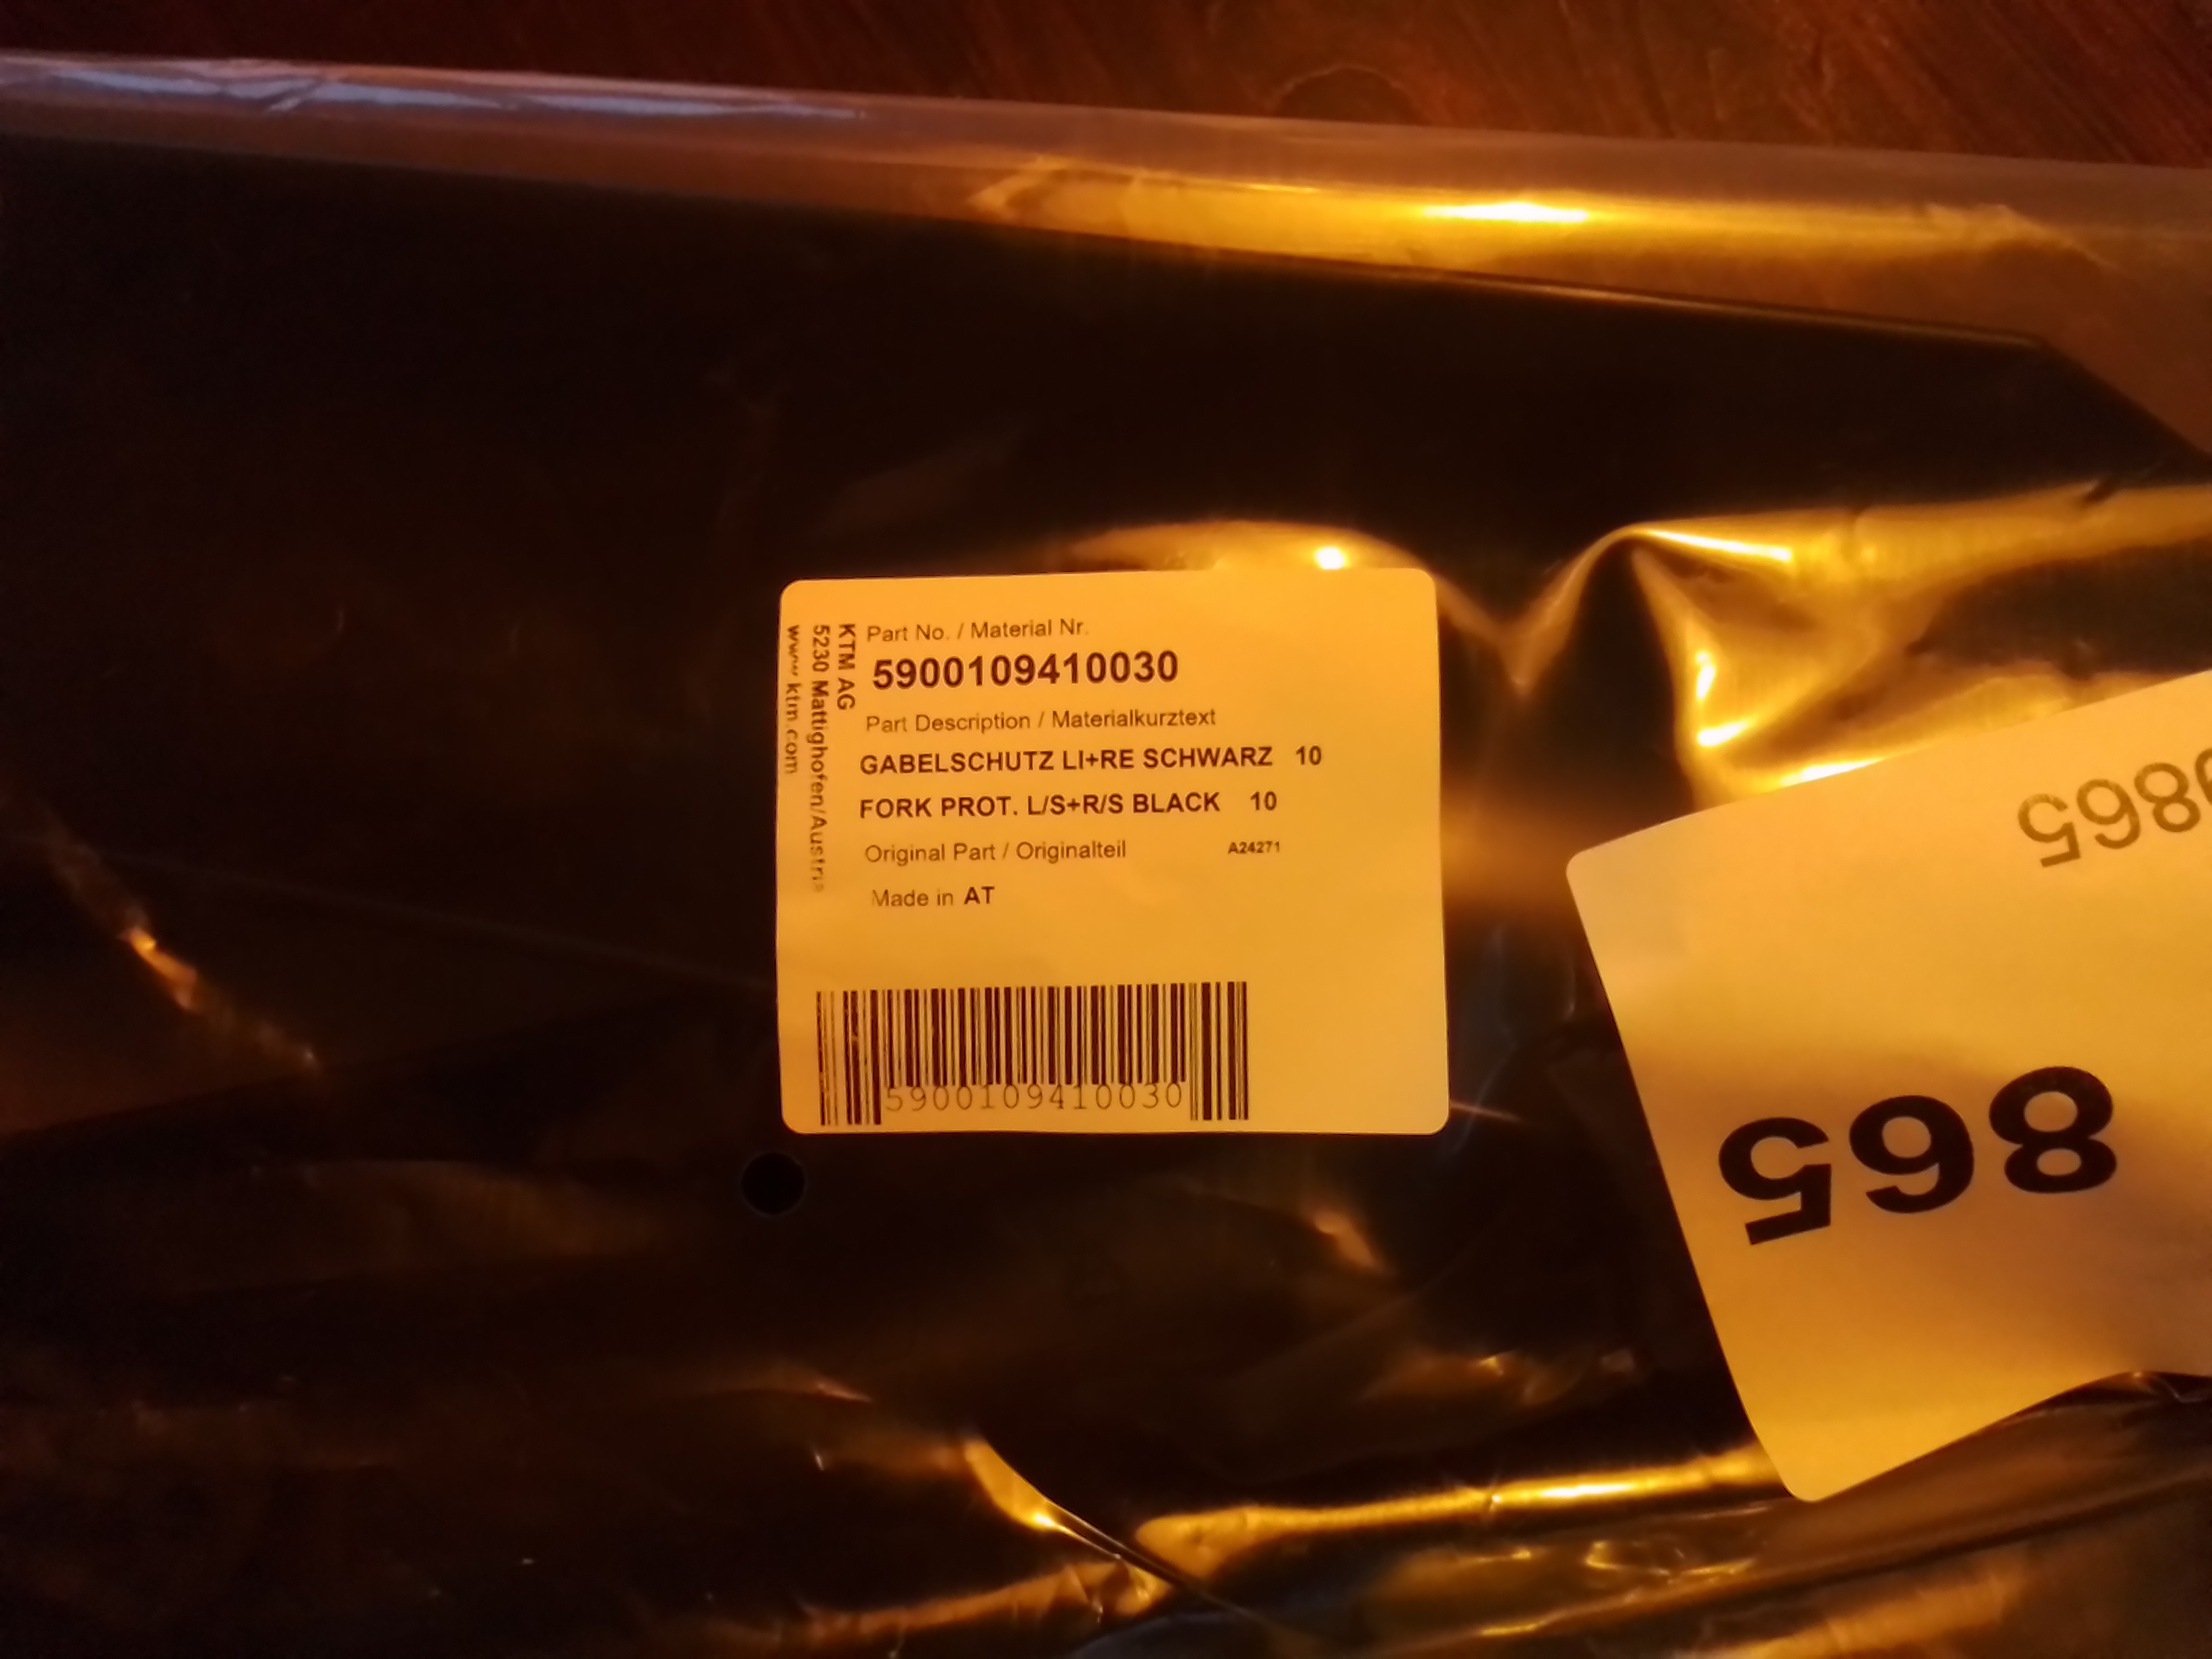 KTM AG
5230 Mattighofen/Austria
www.ktm.com
Part No. / Material Nr.
5900109410030
Part Description / Materialkurztext
GABELSCHUTZ LI+RE SCHWARZ 10
FORK PROT. L/S+R/S BLACK 10
Original Part / Originalteil A24271
Made in AT
5900109410030
9865
865